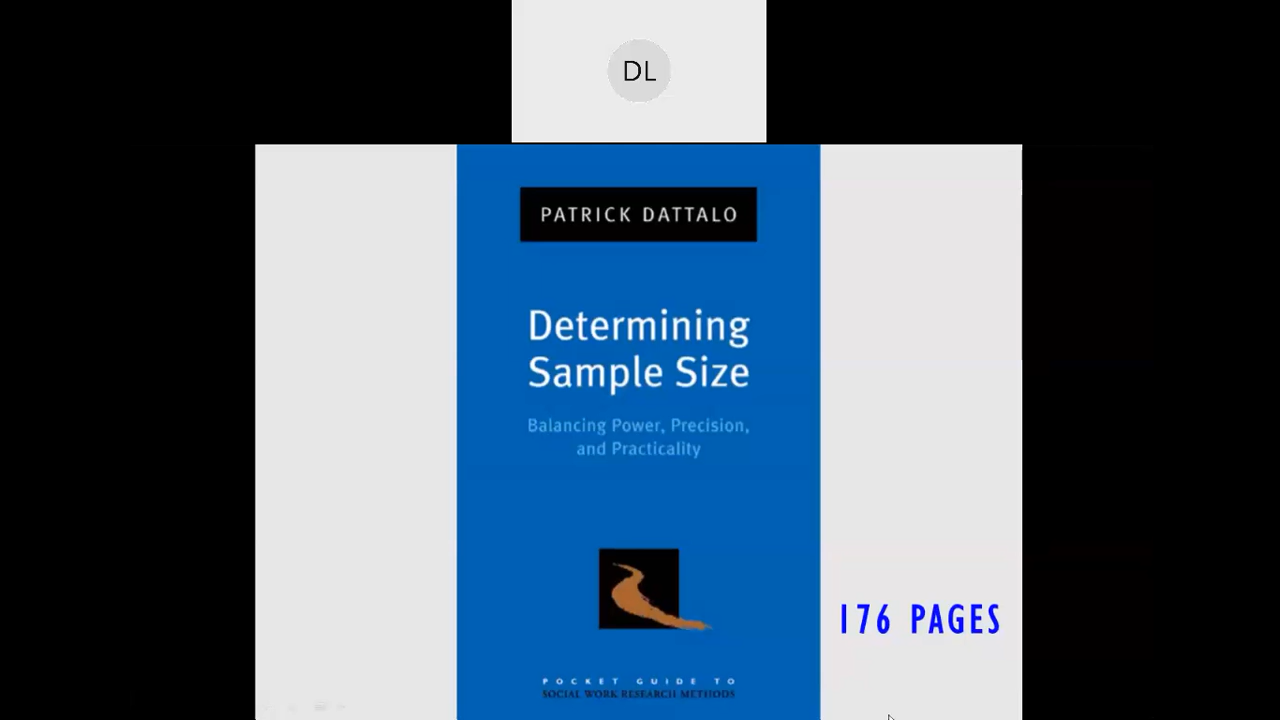 DL
PATRICK DATTALO
Determining
Sample Size
Balancing Power, Precision,
and Practicality
176 PAGES
POCKET GUIDE TO
SOCIAL WORK RESEARCH METHODS